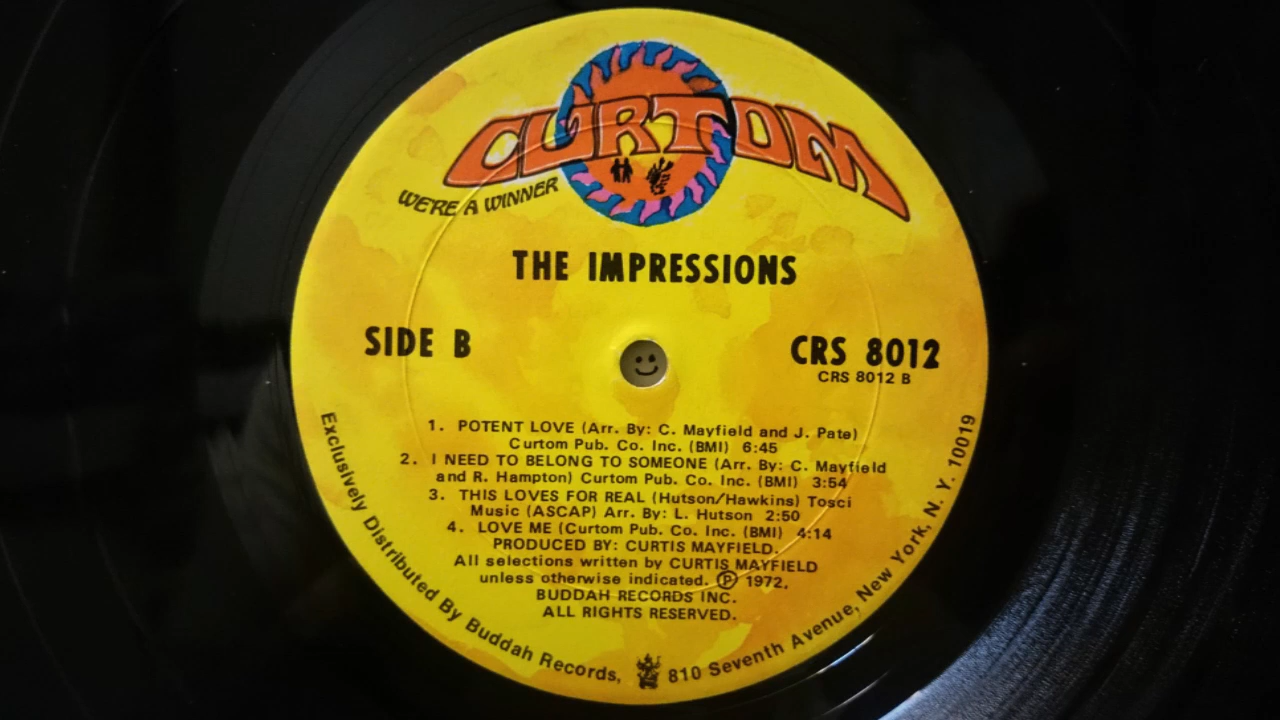 CURTOM
WE'RE A WINNER
THE IMPRESSIONS
SIDE B
CRS 8012
CRS 8012 B
1. POTENT LOVE (Arr. By: C. Mayfield and J. Pate)
Curtom Pub. Co. Inc. (BMI) 6:45
2. I NEED TO BELONG TO SOMEONE (Arr. By: C. Mayfield
and R. Hampton) Curtom Pub. Co. Inc. (BMI) 3:54
3. THIS LOVES FOR REAL (Hutson/Hawkins) Tosci
Music (ASCAP) Arr. By: L. Hutson 2:50
4. LOVE ME (Curtom Pub. Co. Inc. (BMI) 4:14
PRODUCED BY: CURTIS MAYFIELD.
All selections written by CURTIS MAYFIELD
unless otherwise indicated. Ⓟ 1972,
BUDDAH RECORDS INC.
ALL RIGHTS RESERVED.
Exclusively Distributed By Buddah Records, 810 Seventh Avenue, New York, N. Y. 10019